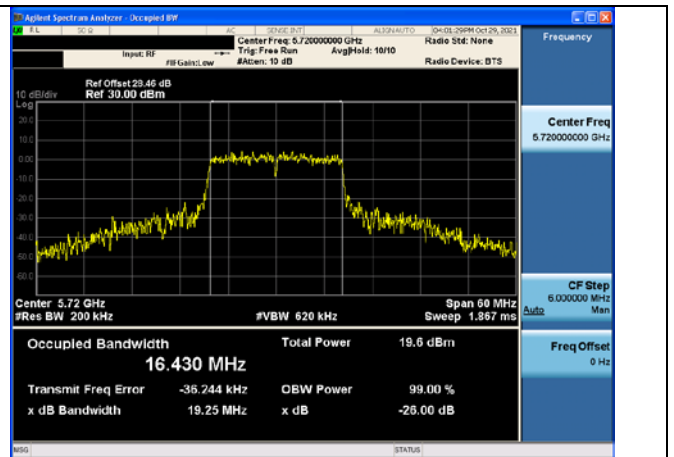 Agilent Spectrum Analyzer - Occupied BW
RL 50 Ω AC SENSE:INT ALIGNAUTO 04:01:29PM Oct 29, 2021
Center Freq: 5.720000000 GHz Radio Std: None
Input: RF Trig: Free Run Avg|Hold: 10/10
#IFGain:Low #Atten: 10 dB Radio Device: BTS
Ref Offset 29.46 dB
10 dB/div Ref 30.00 dBm
Log
20.0
10.0
0.00
-10.0
-20.0
-30.0
-40.0
-50.0
-60.0
Center 5.72 GHz Span 60 MHz
#Res BW 200 kHz #VBW 620 kHz Sweep 1.867 ms
Occupied Bandwidth Total Power 19.6 dBm
16.430 MHz
Transmit Freq Error -36.244 kHz OBW Power 99.00 %
x dB Bandwidth 19.25 MHz x dB -26.00 dB
MSG STATUS
Frequency
Center Freq
5.720000000 GHz
CF Step
6.000000 MHz
Auto Man
Freq Offset
0 Hz